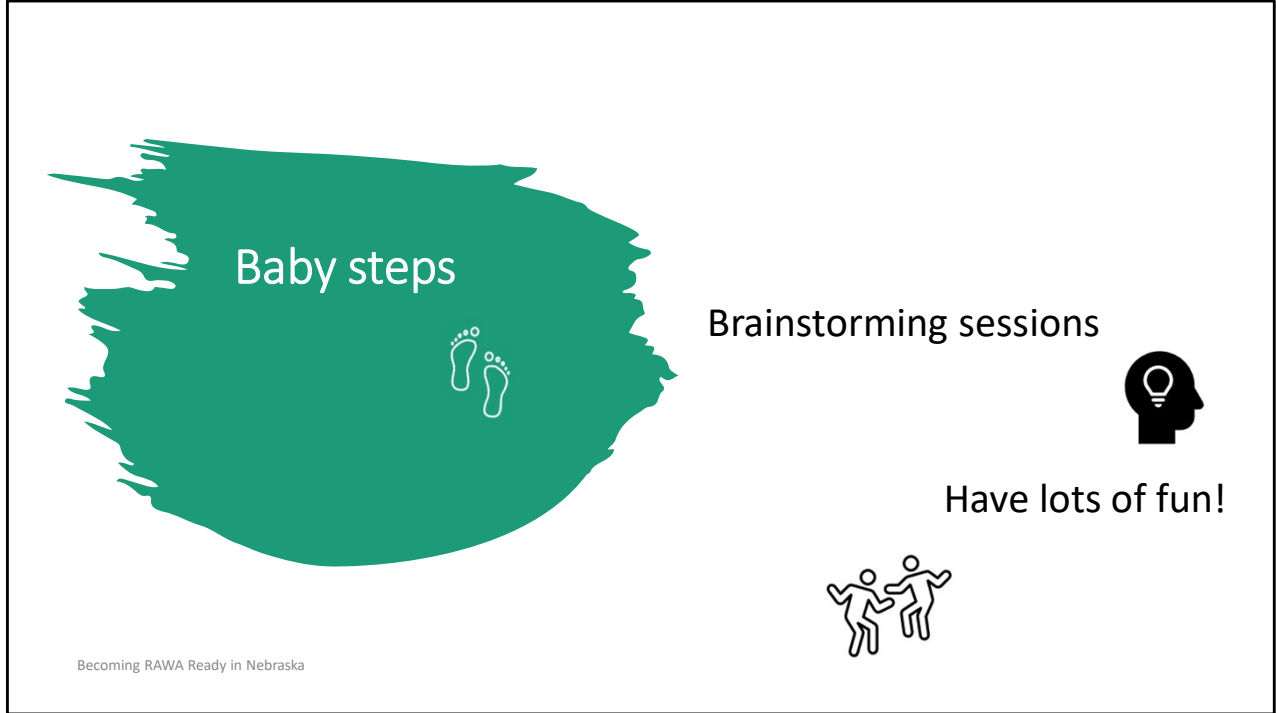 Baby steps
Brainstorming sessions
Have lots of fun!
Becoming RAWA Ready in Nebraska